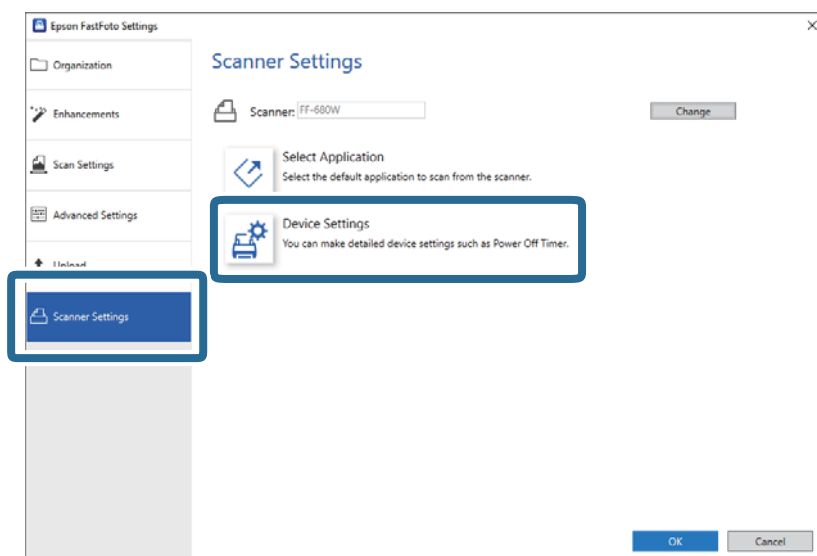 Epson FastFoto Settings
Organization
Enhancements
Scan Settings
Advanced Settings
Upload
Scanner Settings
Scanner Settings
Scanner: FF-680W
Change
Select Application
Select the default application to scan from the scanner.
Device Settings
You can make detailed device settings such as Power Off Timer.
OK
Cancel